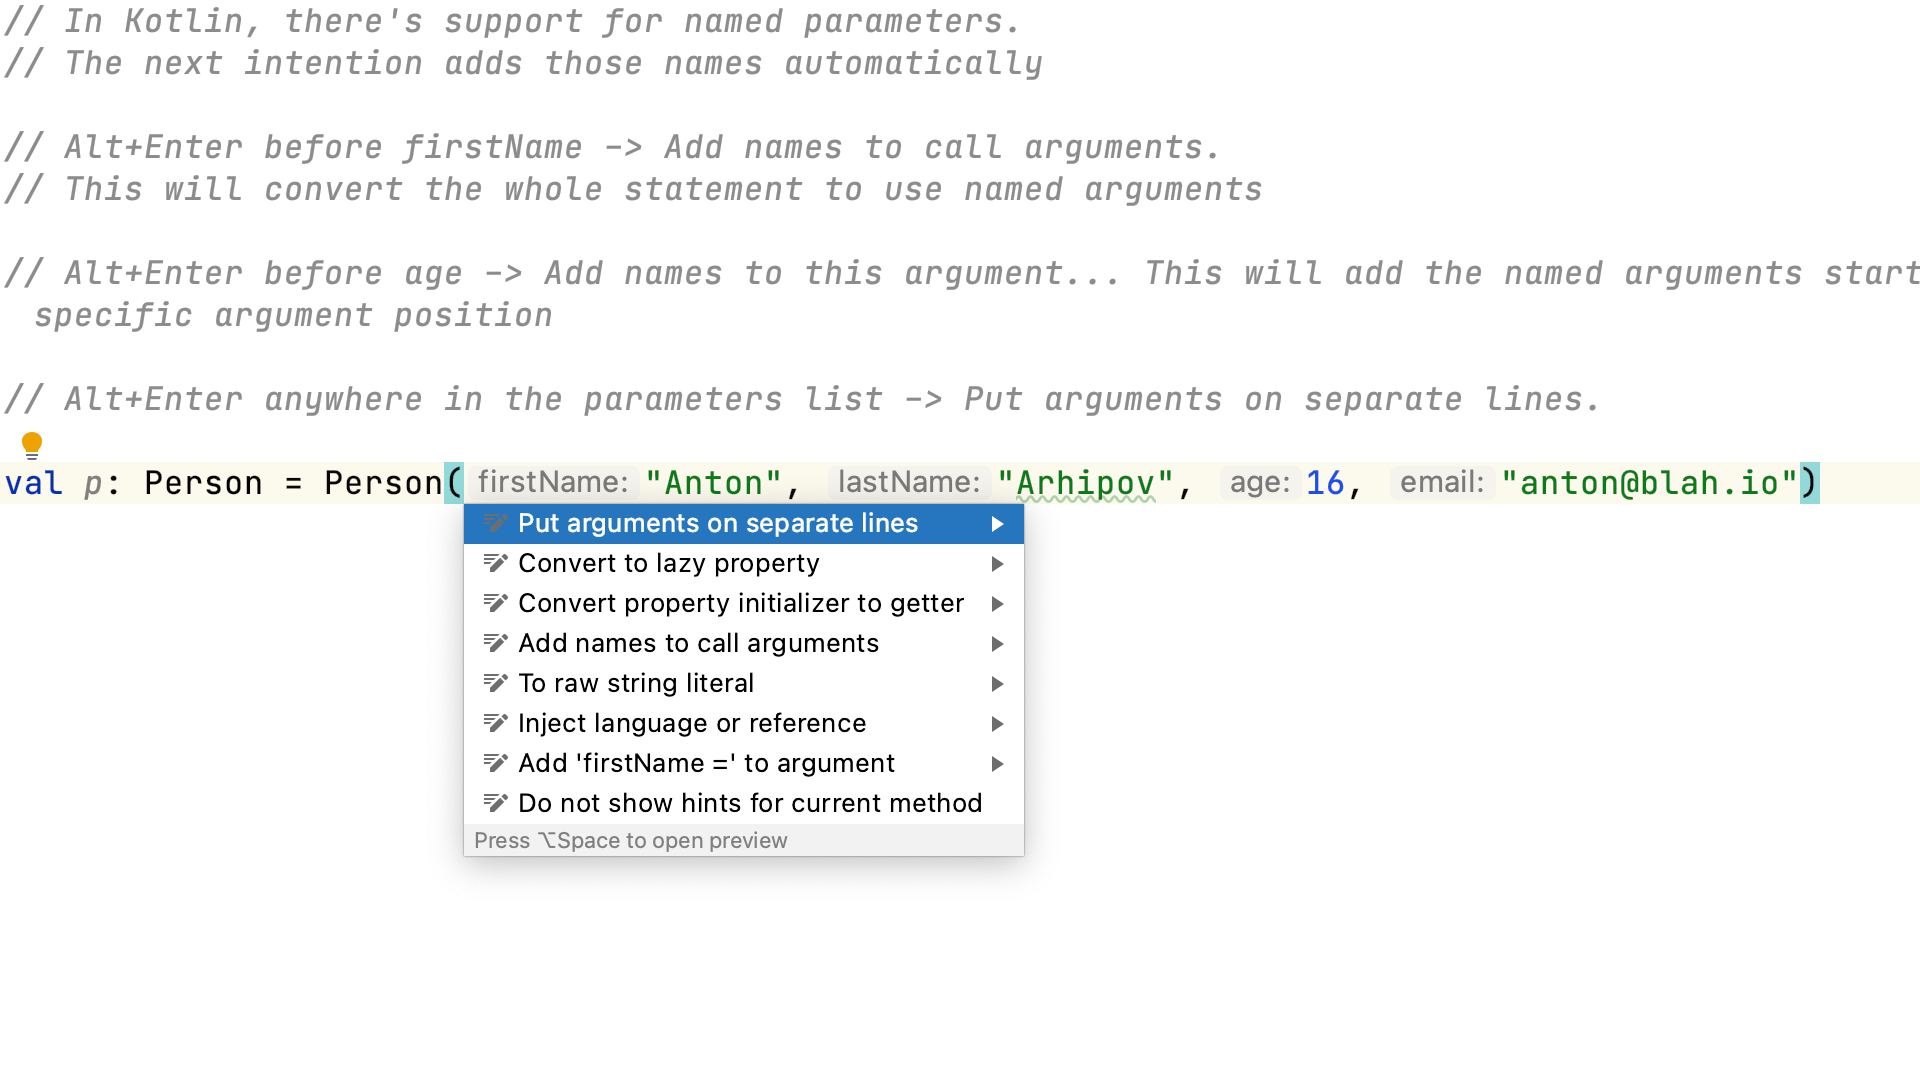 // In Kotlin, there's support for named parameters.
// The next intention adds those names automatically
// Alt+Enter before firstName -> Add names to call arguments.
// This will convert the whole statement to use named arguments
// Alt+Enter before age -> Add names to this argument... This will add the named arguments start
specific argument position
// Alt+Enter anywhere in the parameters list -> Put arguments on separate lines.
val p: Person = Person( firstName: "Anton", lastName: "Arhipov", age: 16, email: "anton@blah.io")
Put arguments on separate lines
Convert to lazy property
Convert property initializer to getter
Add names to call arguments
To raw string literal
Inject language or reference
Add 'firstName =' to argument
Do not show hints for current method
Press ⌥Space to open preview